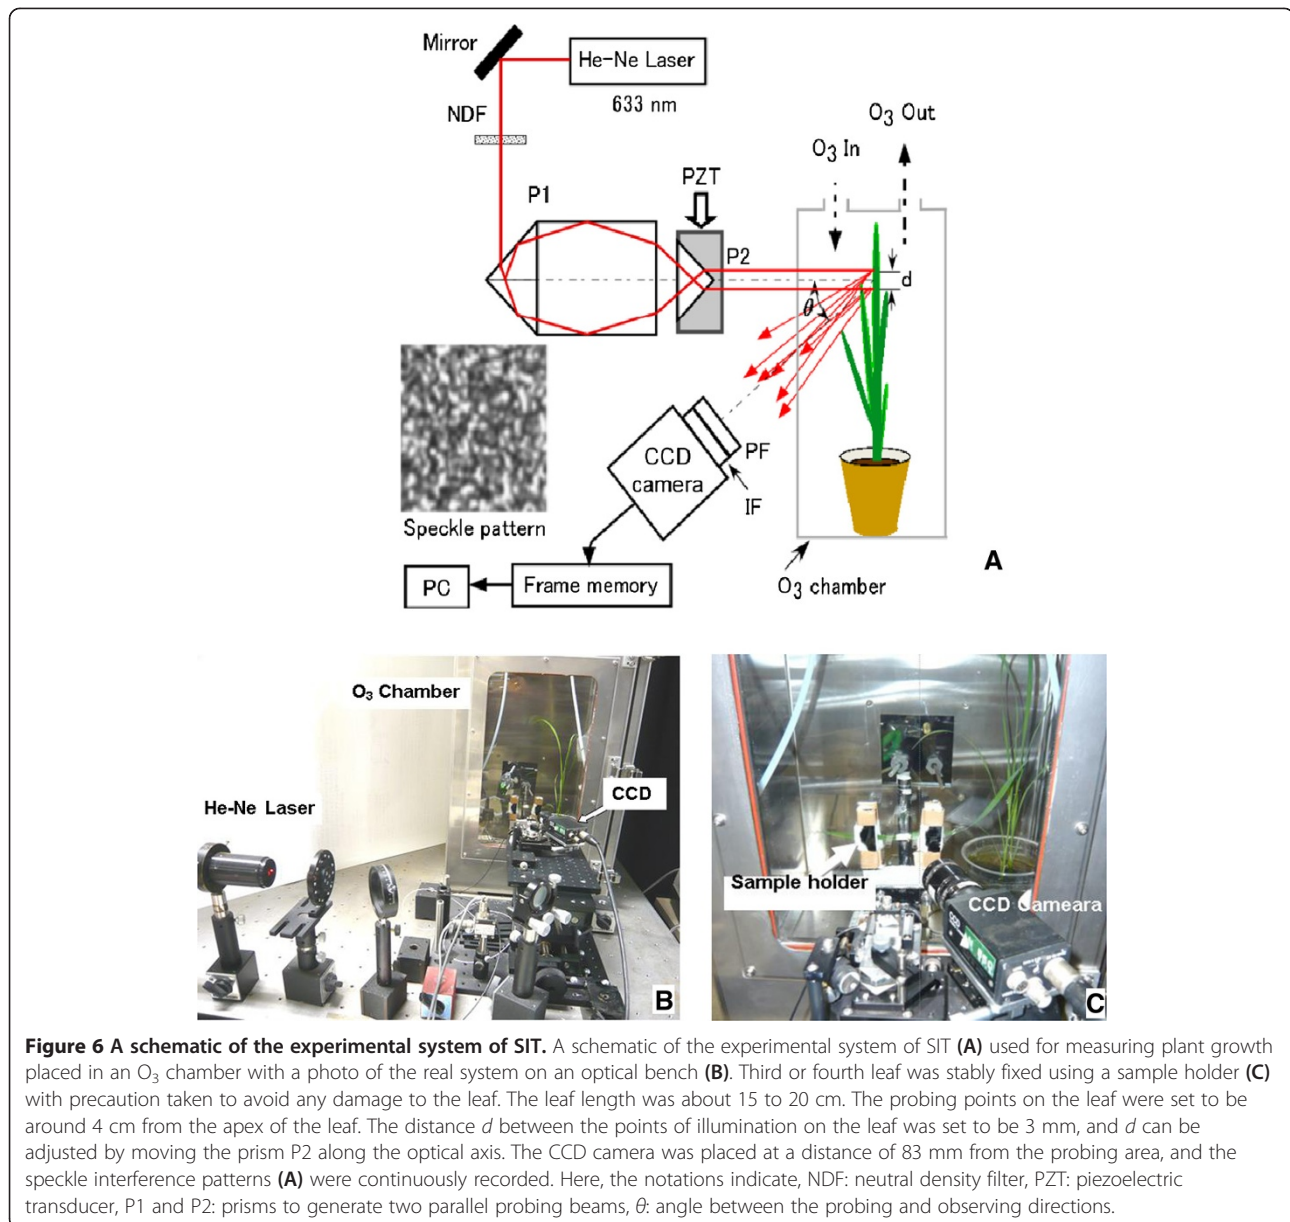 Mirror
He-Ne Laser
633 nm
NDF
O3 Out
O3 In
PZT
P1
P2
d
θ
CCD
camera
PF
IF
Speckle pattern
PC
Frame memory
O3 chamber
A
O3 Chamber
He-Ne Laser
CCD
B
Sample holder
CCD Cameara
C
Figure 6 A schematic of the experimental system of SIT. A schematic of the experimental system of SIT (A) used for measuring plant growth
placed in an O3 chamber with a photo of the real system on an optical bench (B). Third or fourth leaf was stably fixed using a sample holder (C)
with precaution taken to avoid any damage to the leaf. The leaf length was about 15 to 20 cm. The probing points on the leaf were set to be
around 4 cm from the apex of the leaf. The distance d between the points of illumination on the leaf was set to be 3 mm, and d can be
adjusted by moving the prism P2 along the optical axis. The CCD camera was placed at a distance of 83 mm from the probing area, and the
speckle interference patterns (A) were continuously recorded. Here, the notations indicate, NDF: neutral density filter, PZT: piezoelectric
transducer, P1 and P2: prisms to generate two parallel probing beams, θ: angle between the probing and observing directions.